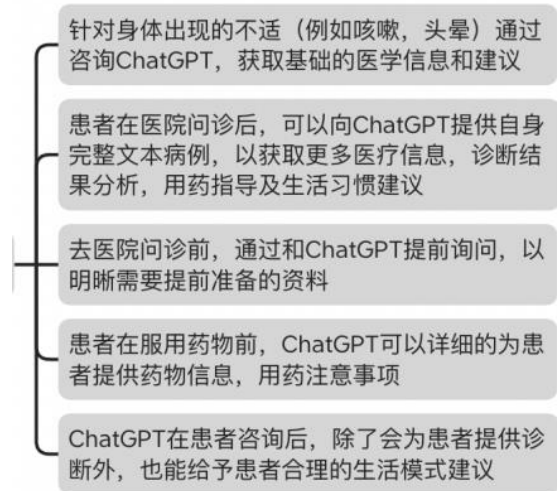 针对身体出现的不适（例如咳嗽，头晕）通过
咨询ChatGPT，获取基础的医学信息和建议
患者在医院问诊后，可以向ChatGPT提供自身
完整文本病例，以获取更多医疗信息，诊断结
果分析，用药指导及生活习惯建议
去医院问诊前，通过和ChatGPT提前询问，以
明晰需要提前准备的资料
患者在服用药物前，ChatGPT可以详细的为患
者提供药物信息，用药注意事项
ChatGPT在患者咨询后，除了会为患者提供诊
断外，也能给予患者合理的生活模式建议